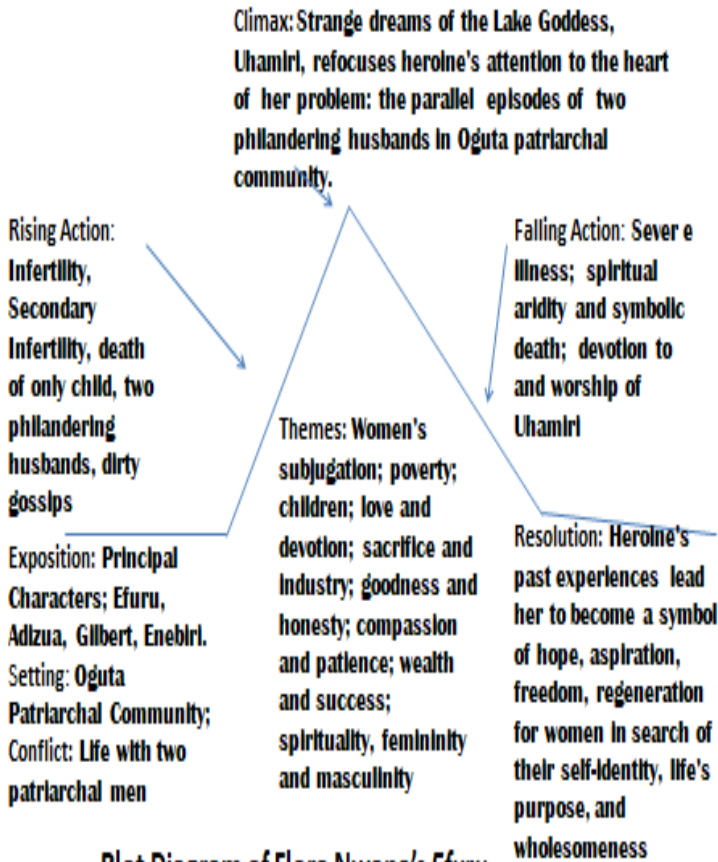 Climax: Strange dreams of the Lake Goddess,
Uhamiri, refocuses heroine's attention to the heart
of her problem: the parallel episodes of two
philandering husbands in Oguta patriarchal
community.
Rising Action:
Infertility,
Secondary
Infertility, death
of only child, two
philandering
husbands, dirty
gossips
Falling Action: Sever e
illness; spiritual
aridity and symbolic
death; devotion to
and worship of
Uhamiri
Themes: Women's
subjugation; poverty;
children; love and
devotion; sacrifice and
industry; goodness and
honesty; compassion
and patience; wealth
and success;
spirituality, femininity
and masculinity
Exposition: Principal
Characters; Efuru,
Adizua, Gilbert, Enebiri.
Setting: Oguta
Patriarchal Community;
Conflict: Life with two
patriarchal men
Resolution: Heroine's
past experiences lead
her to become a symbol
of hope, aspiration,
freedom, regeneration
for women in search of
their self-identity, life's
purpose, and
wholesomeness
Plot Diagram of Flora Nwapa's Efuru